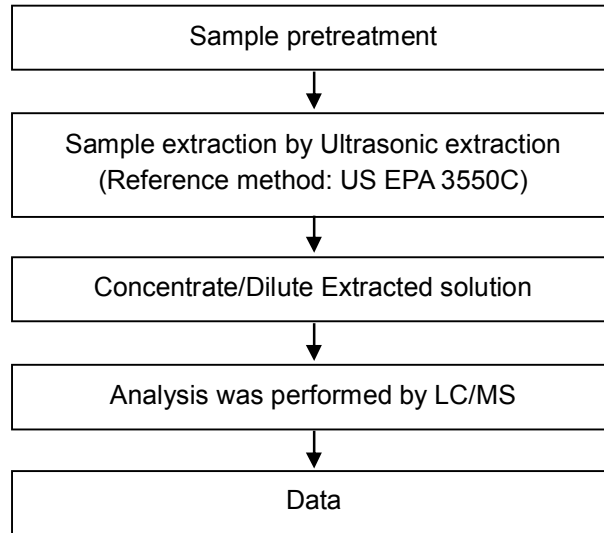 Sample pretreatment
Sample extraction by Ultrasonic extraction
(Reference method: US EPA 3550C)
Concentrate/Dilute Extracted solution
Analysis was performed by LC/MS
Data